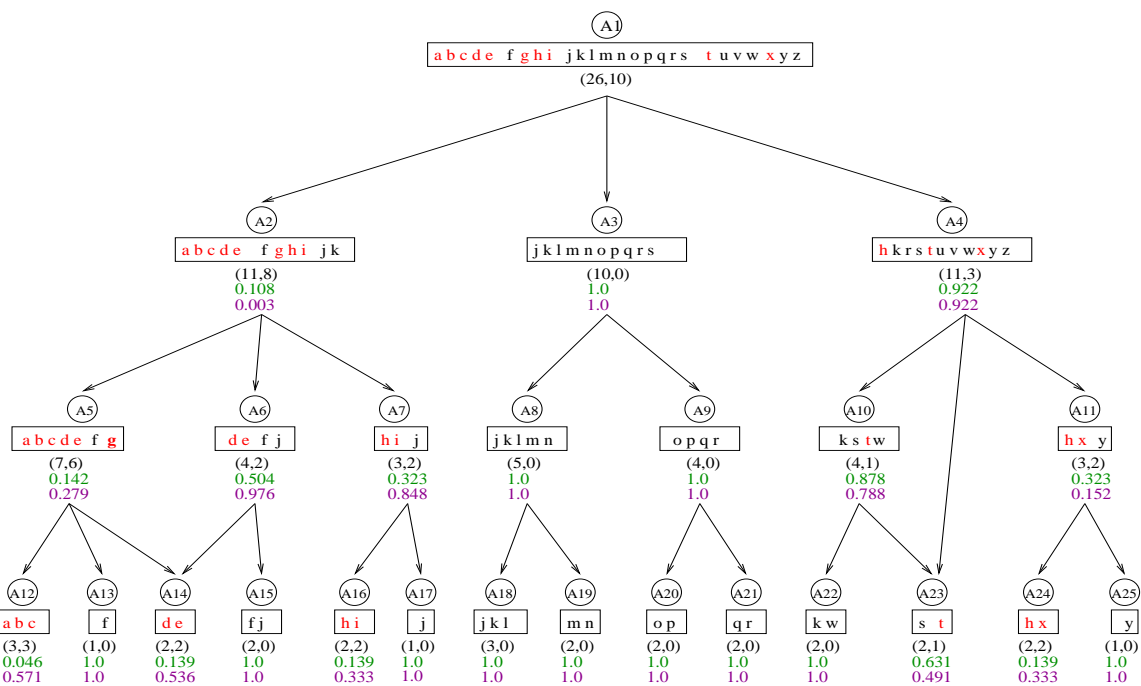 A1
a b c d e f g h i j k l m n o p q r s t u v w x y z
(26,10)
A2 A3 A4
a b c d e f g h i j k j k l m n o p q r s h k r s t u v w x y z
(11,8) (10,0) (11,3)
0.108 1.0 0.922
0.003 1.0 0.922
A5 A6 A7 A8 A9 A10 A11
a b c d e f g d e f j h i j j k l m n o p q r k s t w h x y
(7,6) (4,2) (3,2) (5,0) (4,0) (4,1) (3,2)
0.142 0.504 0.323 1.0 1.0 0.878 0.323
0.279 0.976 0.848 1.0 1.0 0.788 0.152
A12 A13 A14 A15 A16 A17 A18 A19 A20 A21 A22 A23 A24 A25
a b c f d e f j h i j j k l m n o p q r k w s t h x y
(3,3) (1,0) (2,2) (2,0) (2,2) (1,0) (3,0) (2,0) (2,0) (2,0) (2,0) (2,1) (2,2) (1,0)
0.046 1.0 0.139 1.0 0.139 1.0 1.0 1.0 1.0 1.0 1.0 0.631 0.139 1.0
0.571 1.0 0.536 1.0 0.333 1.0 1.0 1.0 1.0 1.0 1.0 0.491 0.333 1.0